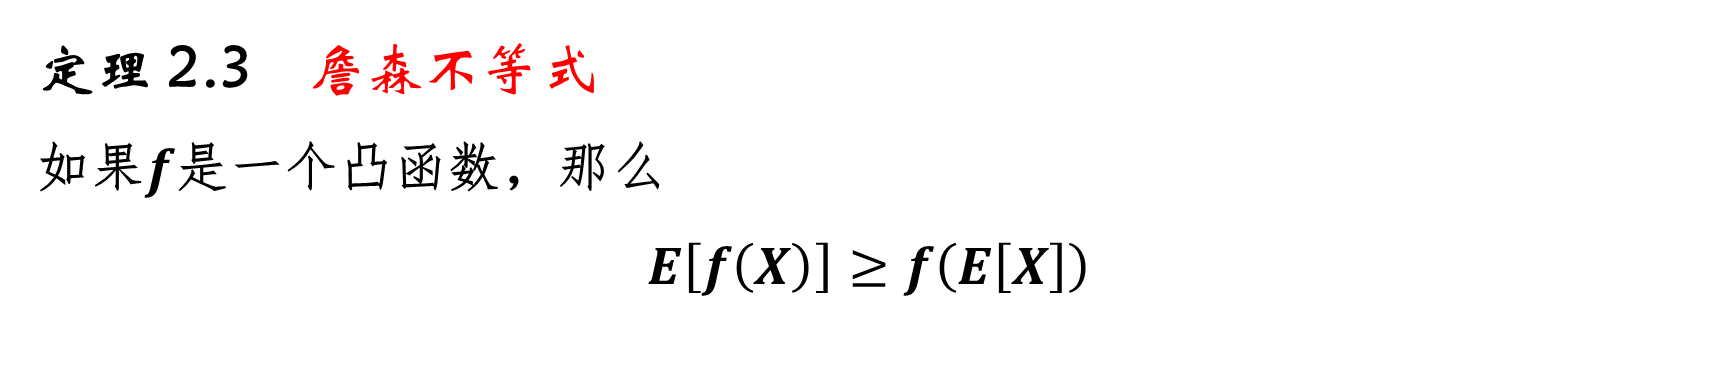 定理 2.3 詹森不等式
如果f是一个凸函数，那么
E[f(X)] ≥ f(E[X])